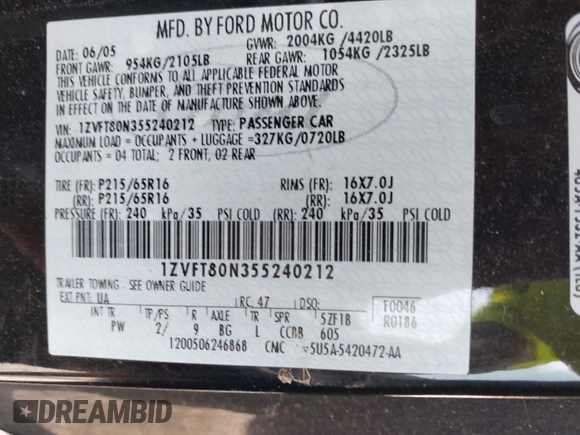 MFD. BY FORD MOTOR CO.
DATE: 06/05 GVWR: 2004KG /4420LB
FRONT GAWR: 954KG/2105LB REAR GAWR: 1054KG /2325LB
THIS VEHICLE CONFORMS TO ALL APPLICABLE FEDERAL MOTOR
VEHICLE SAFETY, BUMPER, AND THEFT PREVENTION STANDARDS
IN EFFECT ON THE DATE OF MANUFACTURE SHOWN ABOVE.
VIN: 1ZVFT80N355240212 TYPE: PASSENGER CAR
MAXIMUM LOAD = OCCUPANTS + LUGGAGE =327KG/0720LB
OCCUPANTS = 04 TOTAL; 2 FRONT, 02 REAR
TIRE (FR): P215/65R16 RIMS (FR): 16X7.0J
(RR): P215/65R16 (RR): 16X7.0J
PRESSURE (FR): 240 kPa/35 PSI COLD (RR): 240 kPa/35 PSI COLD
1ZVFT80N355240212
TRAILER TOWING - SEE OWNER GUIDE
EXT PNT: UA RC: 47 DSO:
INT TR TP/PS R AXLE TR SPR 5ZF1B
PW 2/ 9 BG L CCDB 605
F0046
R0186
1200506246868 CMC 5U5A-5420472-AA
DREAMBID